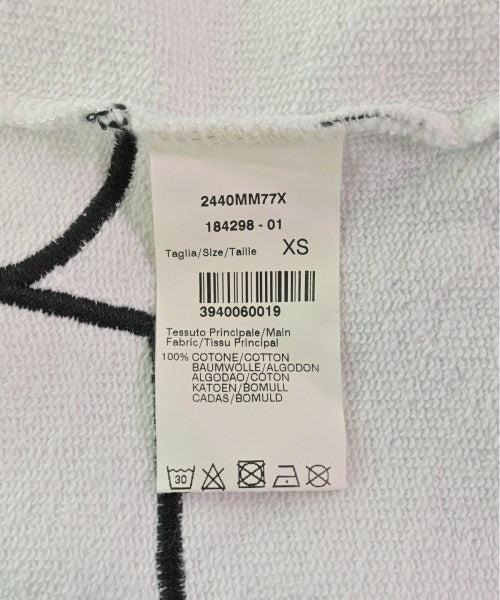 2440MM77X
184298 - 01
Taglia/Size/Taille XS
3940060019
Tessuto Principale/Main
Fabric/Tissu Principal
100% COTONE/COTTON
BAUMWOLLE/ALGODON
ALGODAO/COTON
KATOEN/BOMULL
CADAS/BOMULD
30